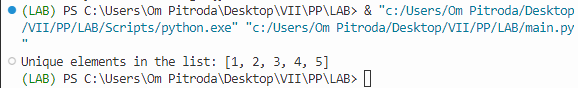 (LAB) PS C:\Users\Om Pitroda\Desktop\VII\PP\LAB> & "c:/Users/Om Pitroda/Desktop
/VII/PP/LAB/Scripts/python.exe" "c:/Users/Om Pitroda/Desktop/VII/PP/LAB/main.py
"
Unique elements in the list: [1, 2, 3, 4, 5]
(LAB) PS C:\Users\Om Pitroda\Desktop\VII\PP\LAB>